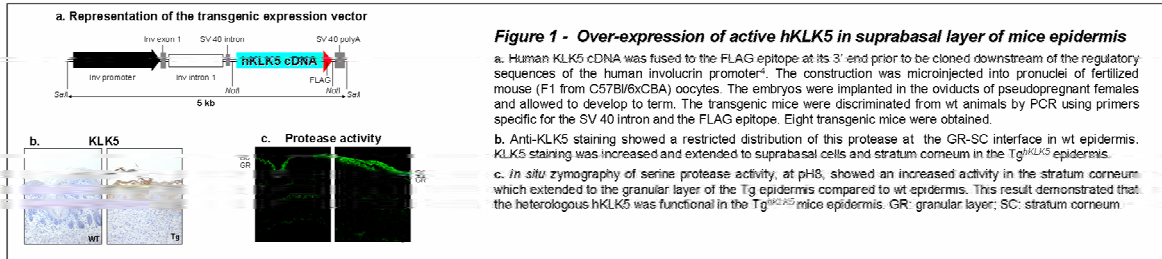 a. Representation of the transgenic expression vector
Inv exon 1
SV 40 intron
SV 40 polyA
hKLK5 cDNA
Inv promoter
Inv intron 1
FLAG
SalI
NotI
NotI
SalI
5 kb
b.
KLK5
WT
Tg
c.
Protease activity
SC
GR
SC
GR
Figure 1 - Over-expression of active hKLK5 in suprabasal layer of mice epidermis
a. Human KLK5 cDNA was fused to the FLAG epitope at its 3' end prior to be cloned downstream of the regulatory
sequences of the human involucrin promoter⁴. The construction was microinjected into pronuclei of fertilized
mouse (F1 from C57Bl/6xCBA) oocytes. The embryos were implanted in the oviducts of pseudopregnant females
and allowed to develop to term. The transgenic mice were discriminated from wt animals by PCR using primers
specific for the SV 40 intron and the FLAG epitope. Eight transgenic mice were obtained.
b. Anti-KLK5 staining showed a restricted distribution of this protease at the GR-SC interface in wt epidermis.
KLK5 staining was increased and extended to suprabasal cells and stratum corneum in the TghKLK5 epidermis.
c. In situ zymography of serine protease activity, at pH8, showed an increased activity in the stratum corneum
which extended to the granular layer of the Tg epidermis compared to wt epidermis. This result demonstrated that
the heterologous hKLK5 was functional in the TghKLK5 mice epidermis. GR: granular layer; SC: stratum corneum